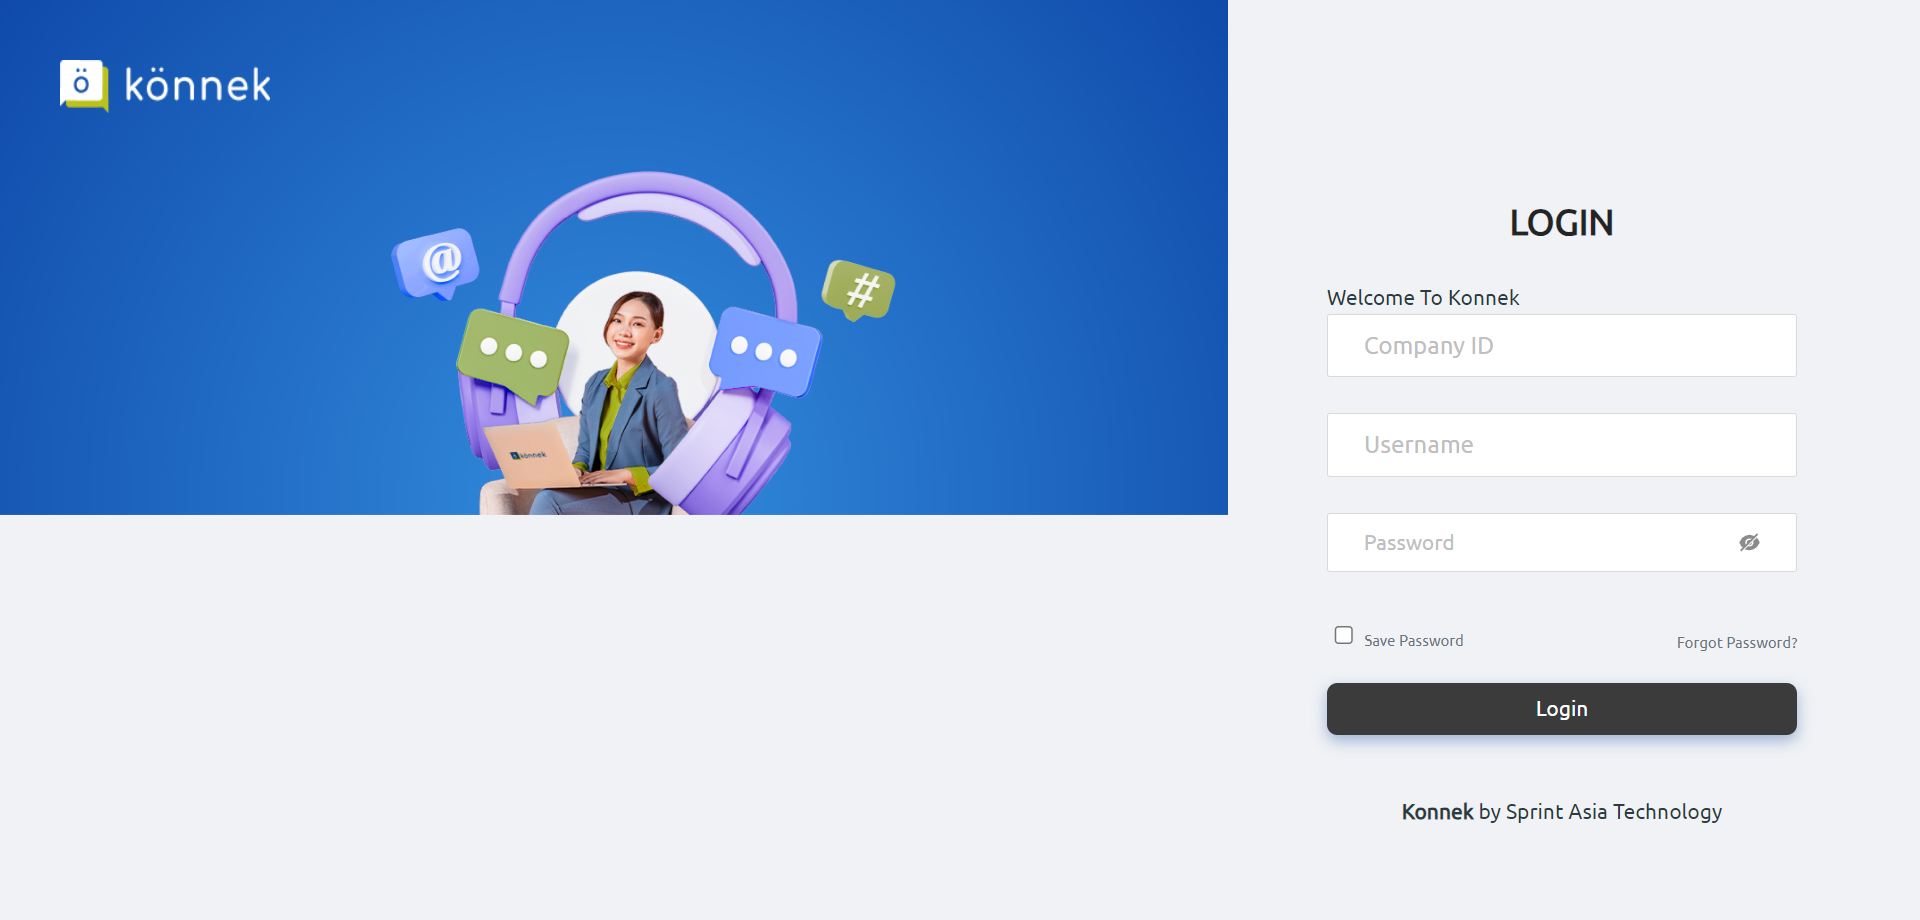 ö könnek
@
#
ö könnek
LOGIN
Welcome To Konnek
Company ID
Username
Password
Save Password
Forgot Password?
Login
Konnek by Sprint Asia Technology